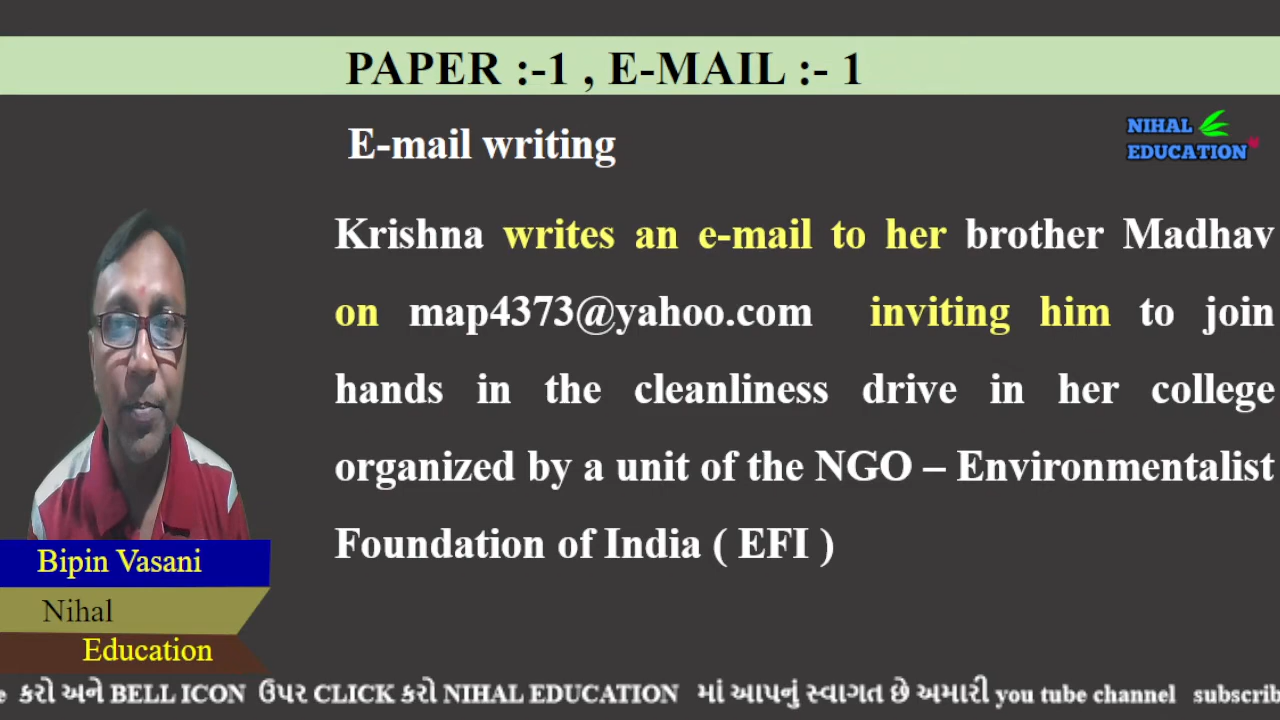 PAPER :-1 , E-MAIL :- 1
NIHAL
EDUCATION
E-mail writing
Krishna writes an e-mail to her brother Madhav
on map4373@yahoo.com inviting him to join
hands in the cleanliness drive in her college
organized by a unit of the NGO – Environmentalist
Foundation of India ( EFI )
Bipin Vasani
Nihal
Education
કરો અને BELL ICON ઉપર CLICK કરો NIHAL EDUCATION માં આપનું સ્વાગત છે અમારી you tube channel